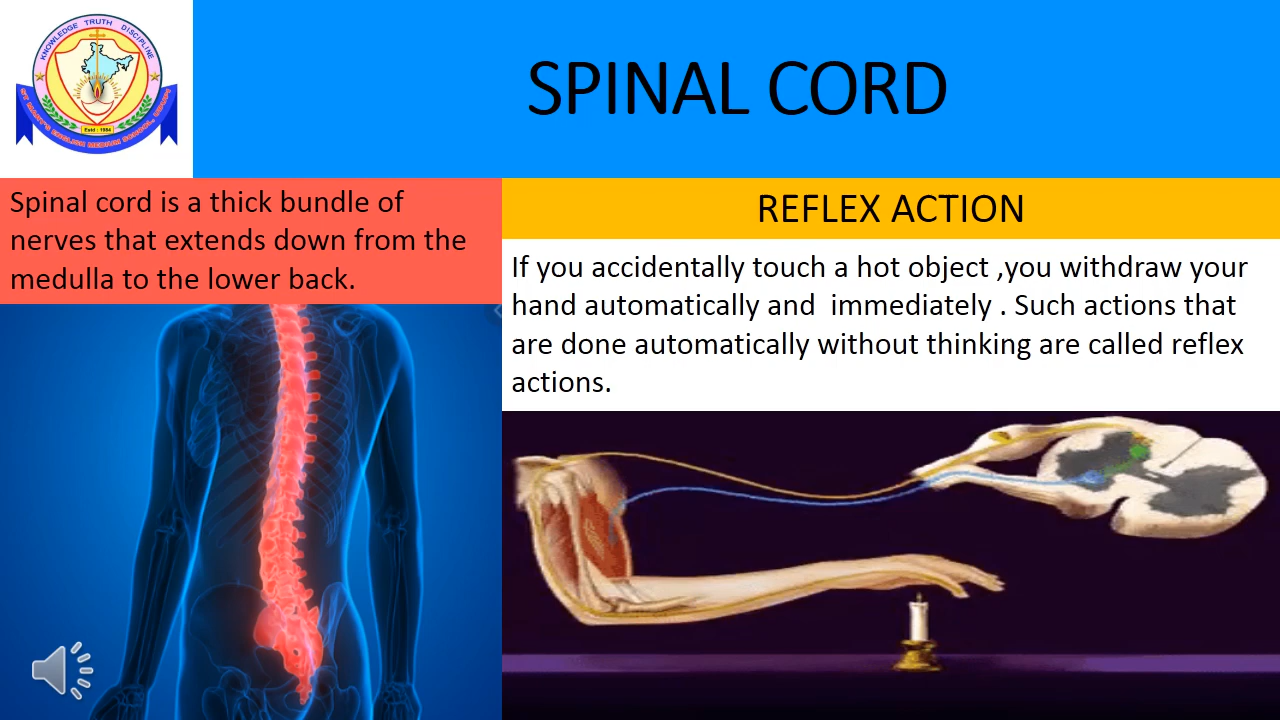 KNOWLEDGE TRUTH DISCIPLINE
Estd : 1984
SPINAL CORD
Spinal cord is a thick bundle of
nerves that extends down from the
medulla to the lower back.
REFLEX ACTION
If you accidentally touch a hot object ,you withdraw your
hand automatically and  immediately . Such actions that
are done automatically without thinking are called reflex
actions.